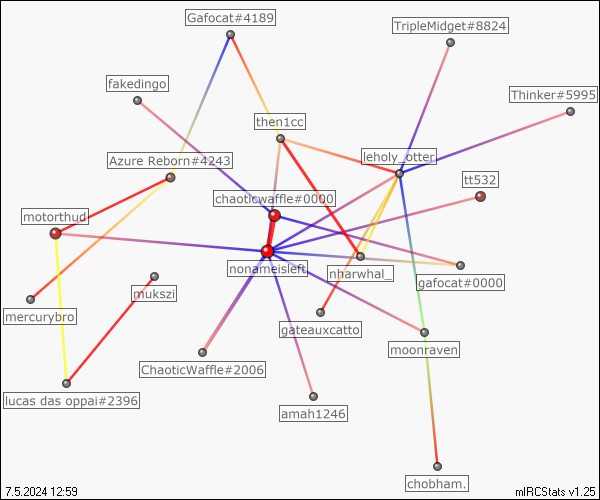 Gafocat#4189
TripleMidget#8824
fakedingo
Thinker#5995
then1cc
Azure Reborn#4243
leholy_otter
tt532
chaoticwaffle#0000
motorthud
nonameisleft
nharwhal_
gafocat#0000
mukszi
mercurybro
gateauxcatto
moonraven
ChaoticWaffle#2006
lucas das oppai#2396
amah1246
chobham.
7.5.2024 12:59
mIRCStats v1.25